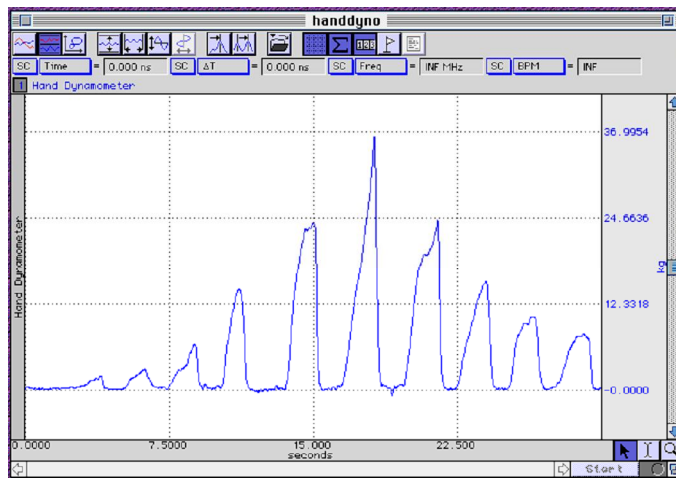 handdyno
SC Time = 0.000 ns SC ΔT = 0.000 ns SC Freq = INF MHz SC BPM = INF
1 Hand Dynamometer
36.9954
24.6636
12.3318
-0.0000
kg
Hand Dynamometer
0.0000 7.5000 15.000 22.500
seconds
Start